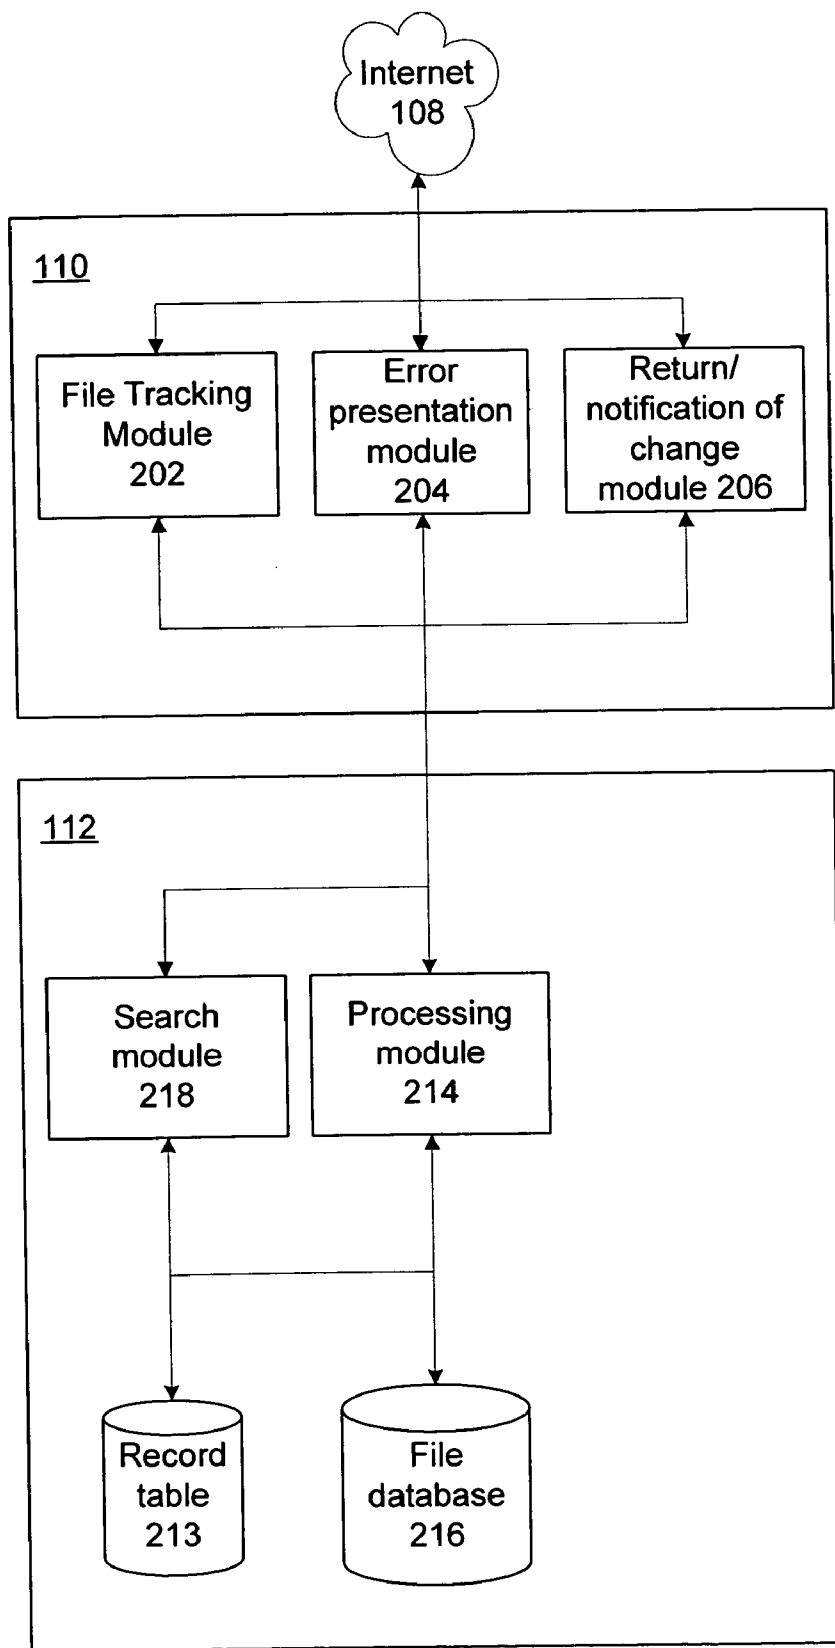 Internet
108
110
File Tracking
Module
202
Error
presentation
module
204
Return/
notification of
change
module 206
112
Search
module
218
Processing
module
214
Record
table
213
File
database
216